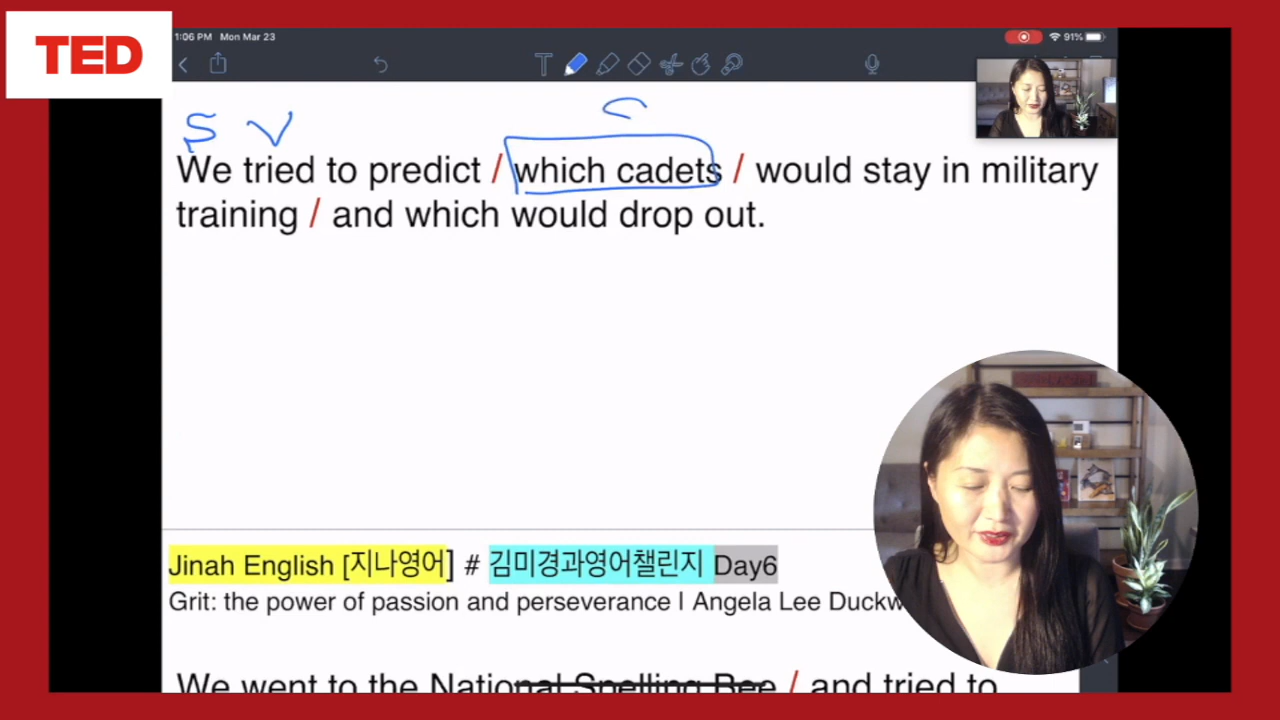 TED
1:06 PM Mon Mar 23
91%
S V C
We tried to predict / which cadets / would stay in military
training / and which would drop out.
Jinah English [지나영어] # 김미경과영어챌린지 Day6
Grit: the power of passion and perseverance | Angela Lee Duckw
We went to the National Spelling Bee / and tried to